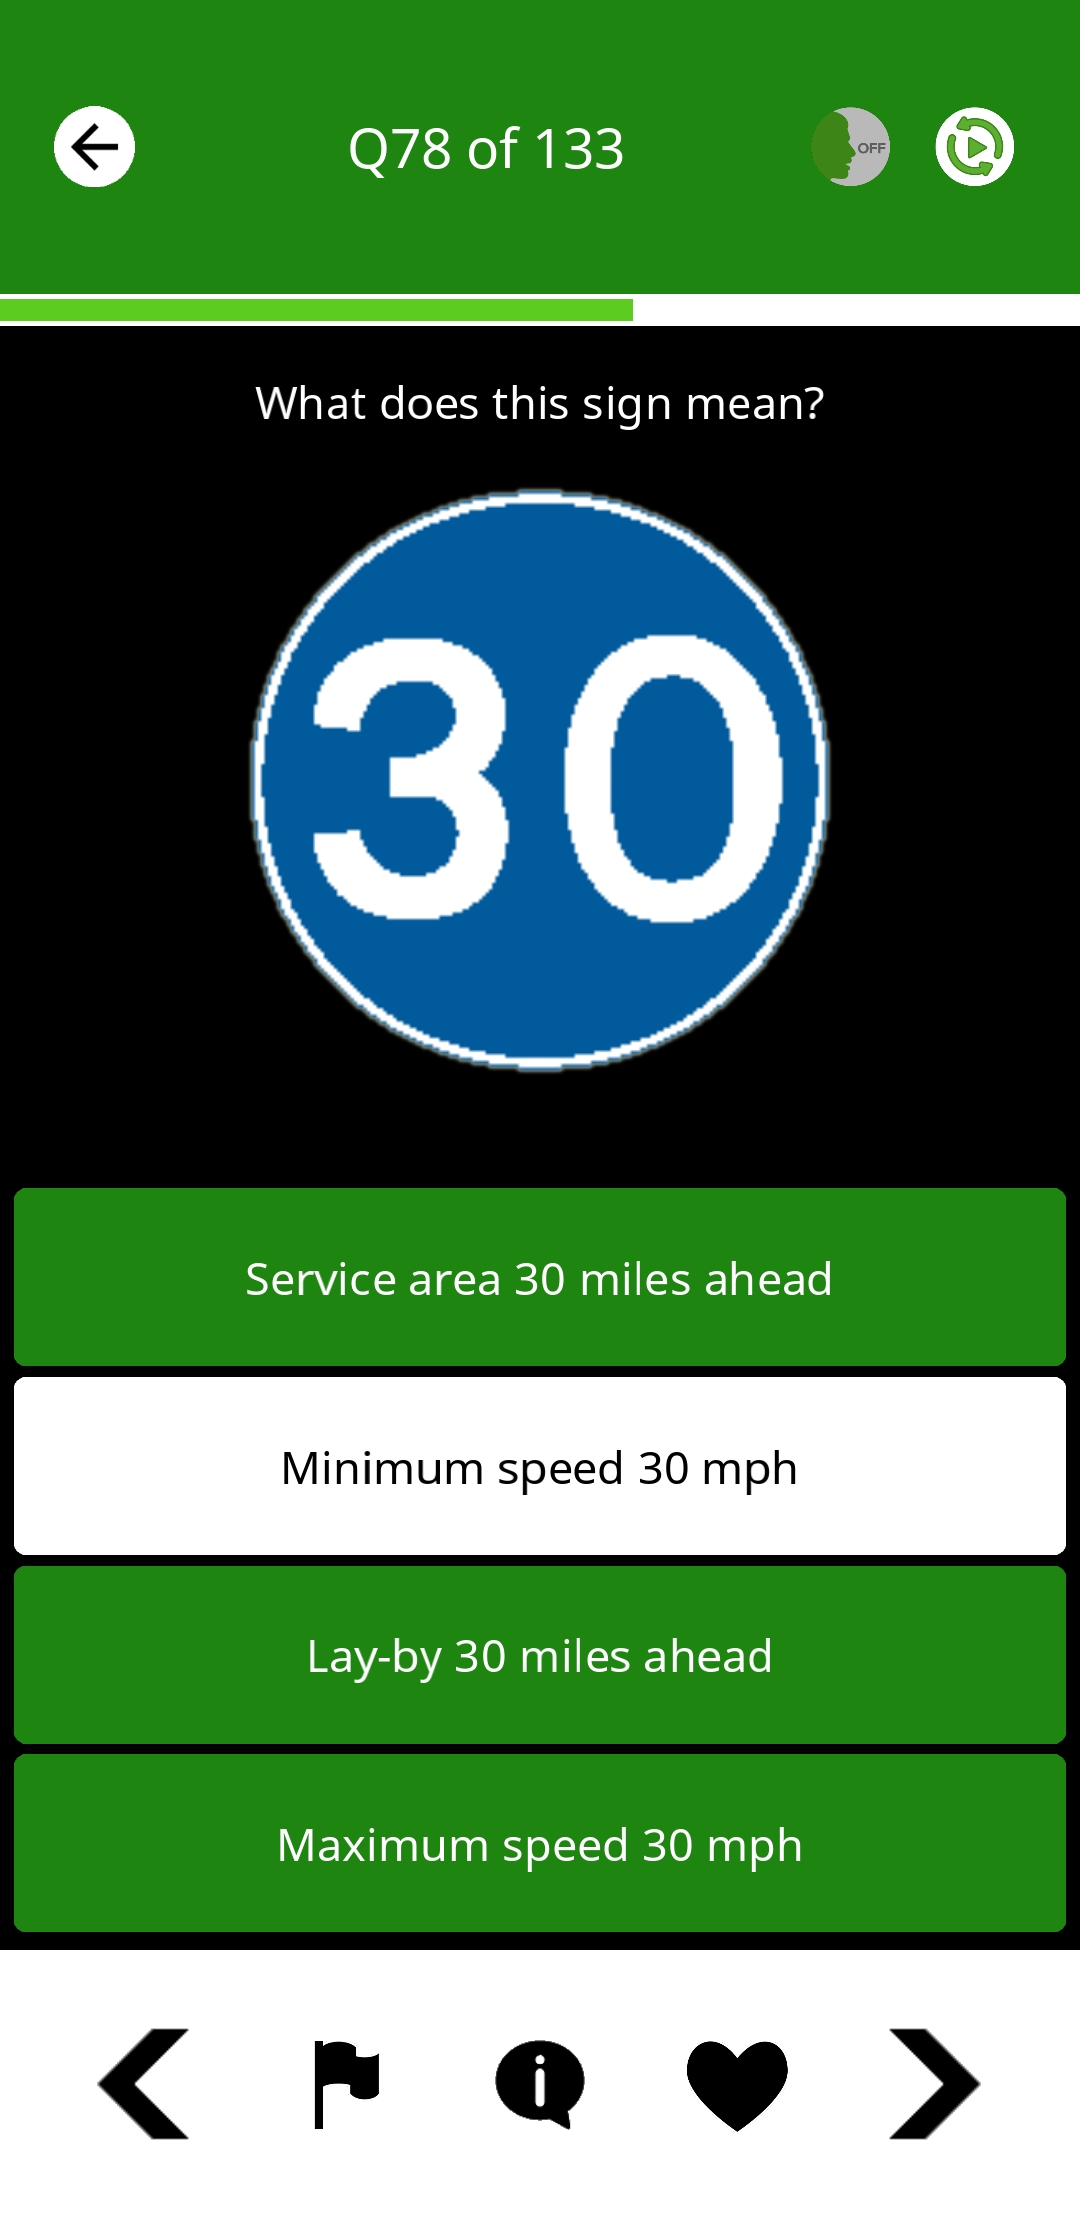 Q78 of 133
OFF
What does this sign mean?
30
Service area 30 miles ahead
Minimum speed 30 mph
Lay-by 30 miles ahead
Maximum speed 30 mph